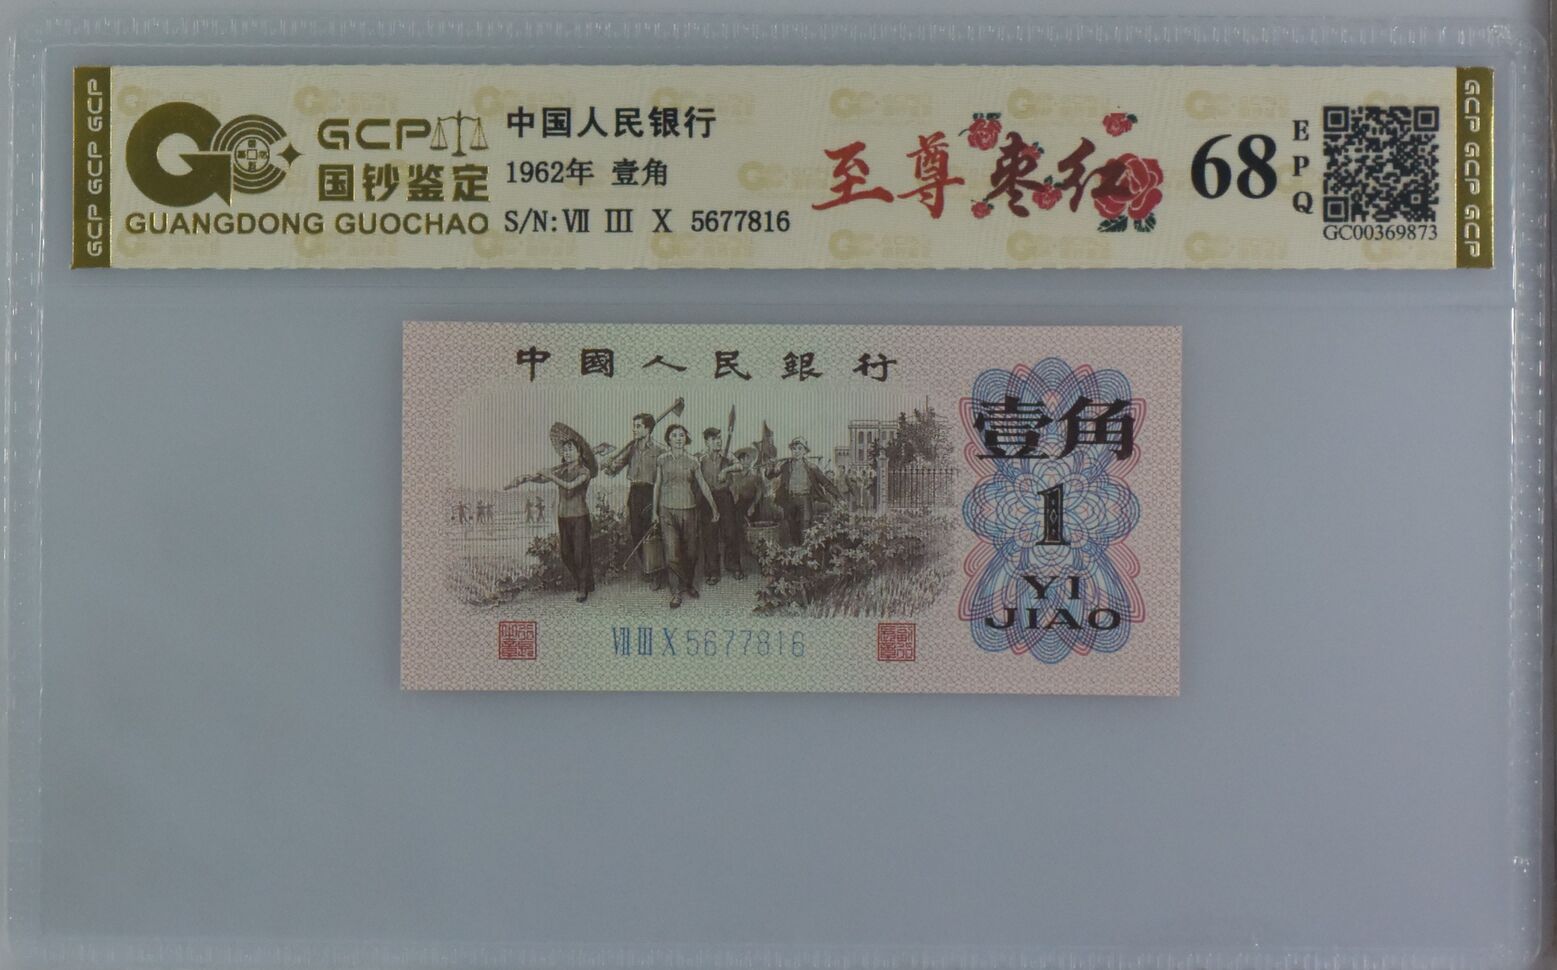 GCP GCP GCP
GCP
国钞鉴定
GUANGDONG GUOCHAO
中国人民银行
1962年 壹角
S/N: Ⅶ Ⅲ Ⅹ 5677816
至尊枣红
68
EPQ
GC00369873
GCP GCP GCP
中國人民銀行
壹角
1
YI
JIAO
Ⅶ Ⅲ Ⅹ 5677816